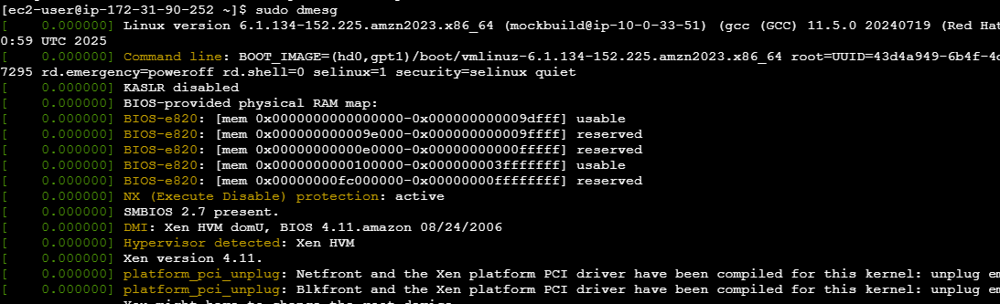 [ec2-user@ip-172-31-90-252 ~]$ sudo dmesg
[    0.000000] Linux version 6.1.134-152.225.amzn2023.x86_64 (mockbuild@ip-10-0-33-51) (gcc (GCC) 11.5.0 20240719 (Red Hat
0:59 UTC 2025
[    0.000000] Command line: BOOT_IMAGE=(hd0,gpt1)/boot/vmlinuz-6.1.134-152.225.amzn2023.x86_64 root=UUID=43d4a949-6b4f-4d
7295 rd.emergency=poweroff rd.shell=0 selinux=1 security=selinux quiet
[    0.000000] KASLR disabled
[    0.000000] BIOS-provided physical RAM map:
[    0.000000] BIOS-e820: [mem 0x0000000000000000-0x000000000009dfff] usable
[    0.000000] BIOS-e820: [mem 0x000000000009e000-0x000000000009ffff] reserved
[    0.000000] BIOS-e820: [mem 0x00000000000e0000-0x00000000000fffff] reserved
[    0.000000] BIOS-e820: [mem 0x0000000000100000-0x000000003fffffff] usable
[    0.000000] BIOS-e820: [mem 0x00000000fc000000-0x00000000ffffffff] reserved
[    0.000000] NX (Execute Disable) protection: active
[    0.000000] SMBIOS 2.7 present.
[    0.000000] DMI: Xen HVM domU, BIOS 4.11.amazon 08/24/2006
[    0.000000] Hypervisor detected: Xen HVM
[    0.000000] Xen version 4.11.
[    0.000000] platform_pci_unplug: Netfront and the Xen platform PCI driver have been compiled for this kernel: unplug em
[    0.000000] platform_pci_unplug: Blkfront and the Xen platform PCI driver have been compiled for this kernel: unplug em
You might have to change the root device